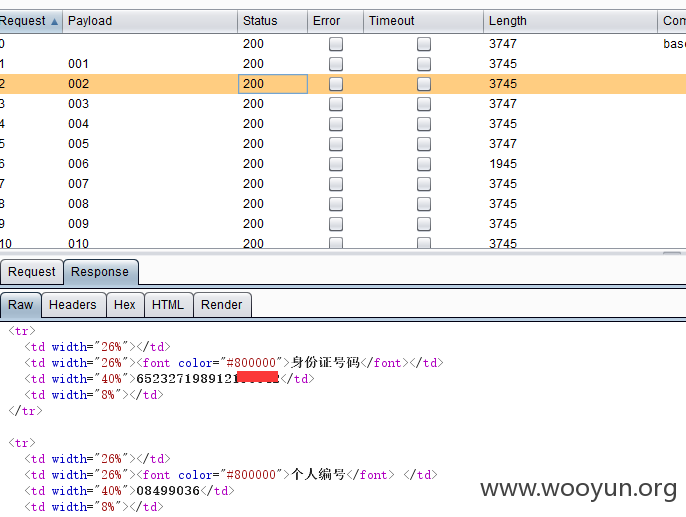 Request Payload Status Error Timeout Length Com
0 200 3747 base
1 001 200 3745
2 002 200 3745
3 003 200 3747
4 004 200 3745
5 005 200 3747
6 006 200 1945
7 007 200 3745
8 008 200 3745
9 009 200 3745
10 010 200 3745
Request Response
Raw Headers Hex HTML Render
<tr>
<td width="26%"></td>
<td width="26%"><font color="#800000">身份证号码</font></td>
<td width="40%">652327198912</td>
<td width="8%"></td>
</tr>
<tr>
<td width="26%"></td>
<td width="26%"><font color="#800000">个人编号</font> </td>
<td width="40%">08499036</td>
<td width="8%"></td>
www.wooyun.org